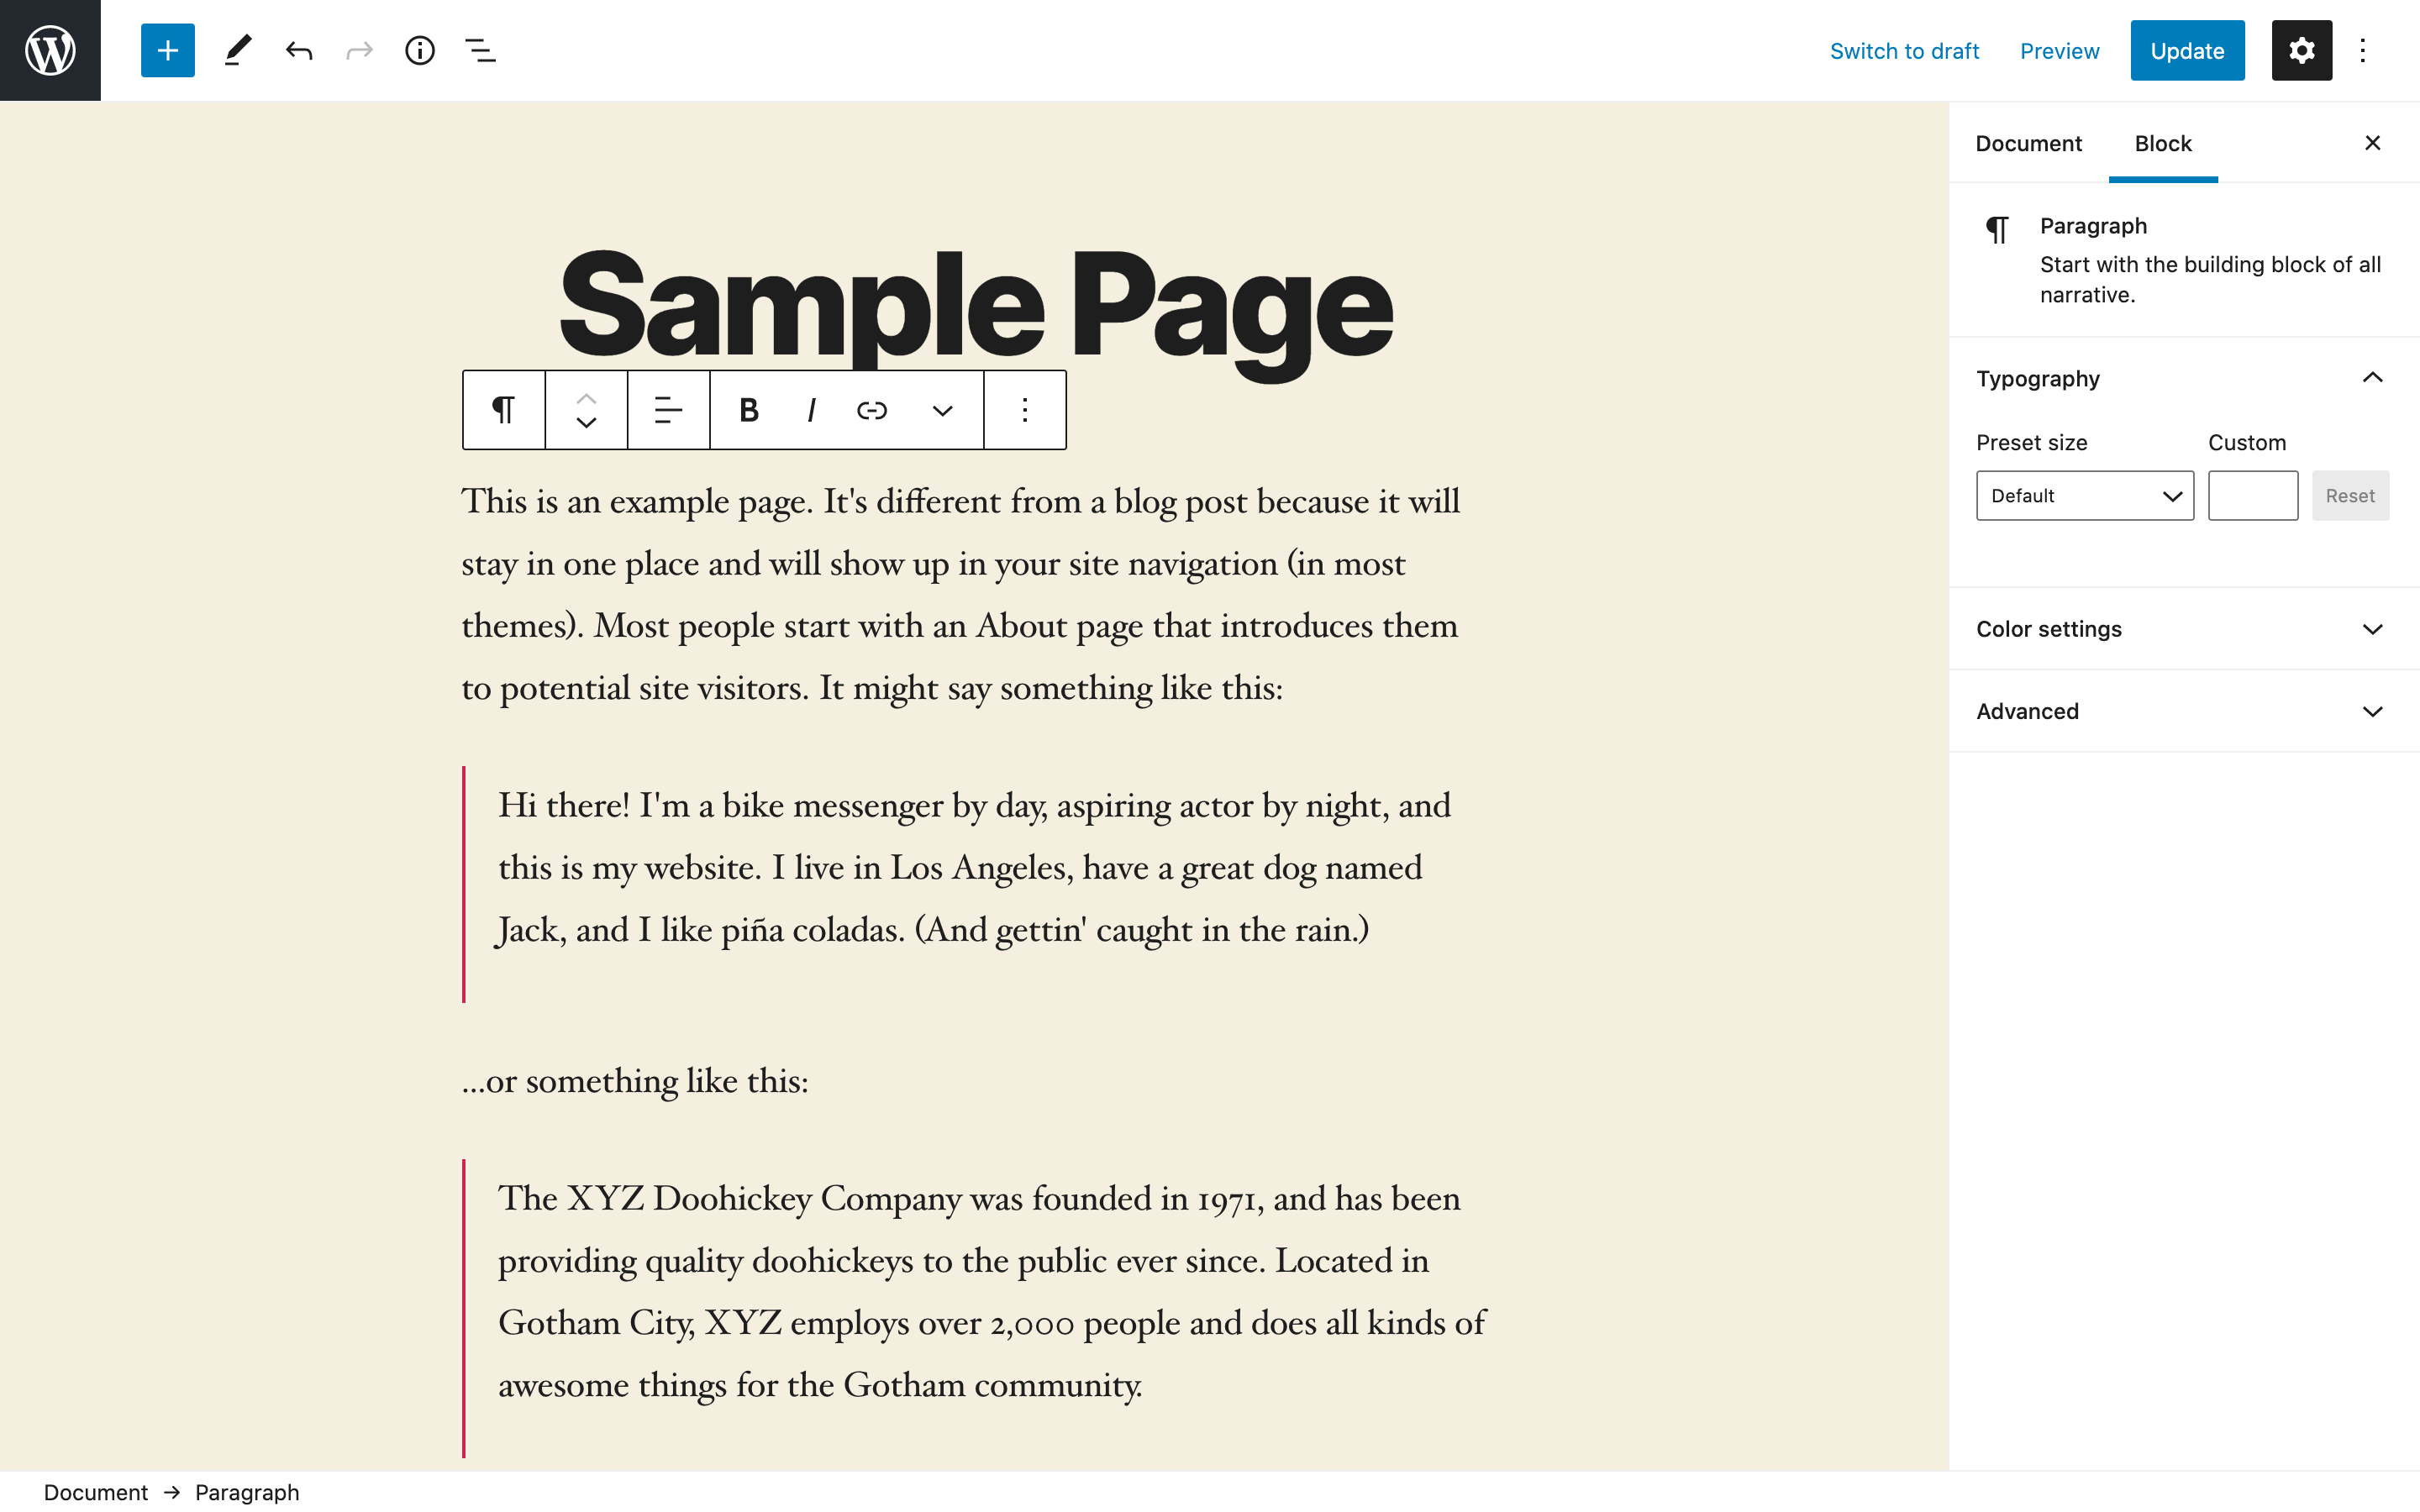 Switch to draft
Preview
Update
Document
Block
Paragraph
Start with the building block of all
narrative.
Typography
Preset size
Custom
Default
Reset
Color settings
Advanced
Sample Page
B I
This is an example page. It's different from a blog post because it will
stay in one place and will show up in your site navigation (in most
themes). Most people start with an About page that introduces them
to potential site visitors. It might say something like this:
Hi there! I'm a bike messenger by day, aspiring actor by night, and
this is my website. I live in Los Angeles, have a great dog named
Jack, and I like piña coladas. (And gettin' caught in the rain.)
...or something like this:
The XYZ Doohickey Company was founded in 1971, and has been
providing quality doohickeys to the public ever since. Located in
Gotham City, XYZ employs over 2,000 people and does all kinds of
awesome things for the Gotham community.
Document → Paragraph